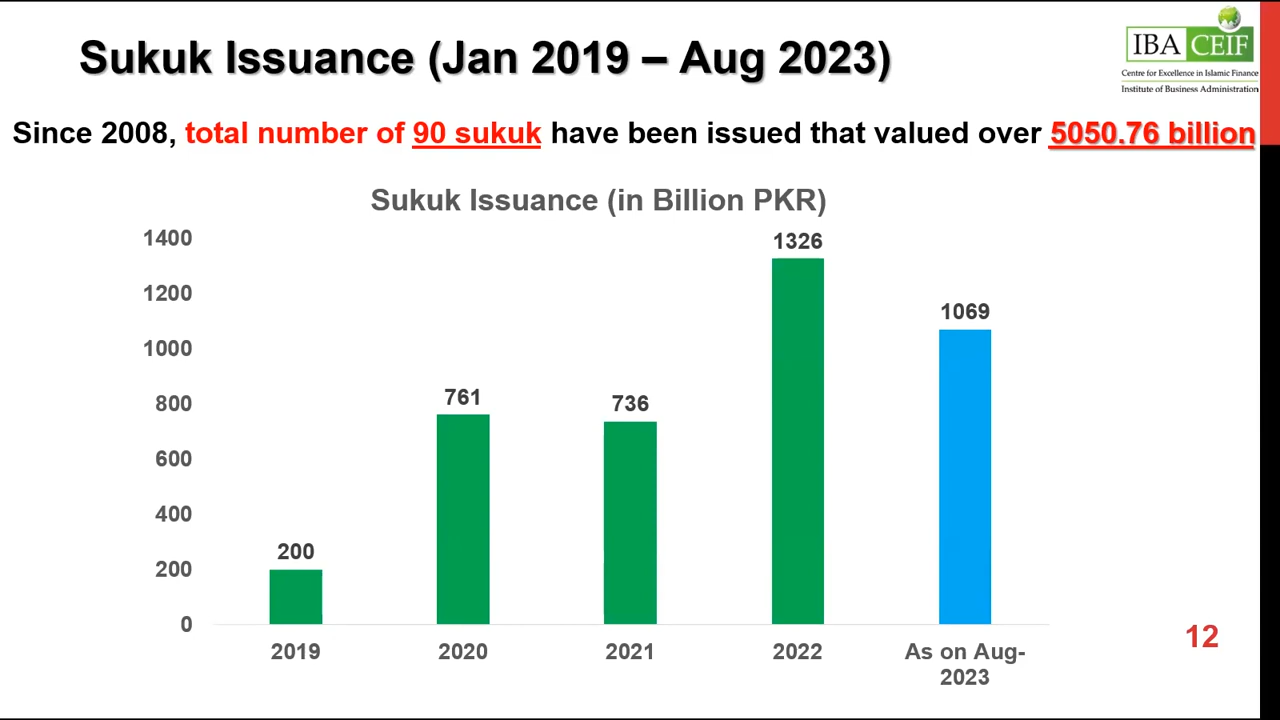 Sukuk Issuance (Jan 2019 – Aug 2023)
IBA CEIF
Centre for Excellence in Islamic Finance
Institute of Business Administration
Since 2008, total number of 90 sukuk have been issued that valued over 5050.76 billion
Sukuk Issuance (in Billion PKR)
1400
1200
1000
800
600
400
200
0
200
761
736
1326
1069
2019
2020
2021
2022
As on Aug-
2023
12